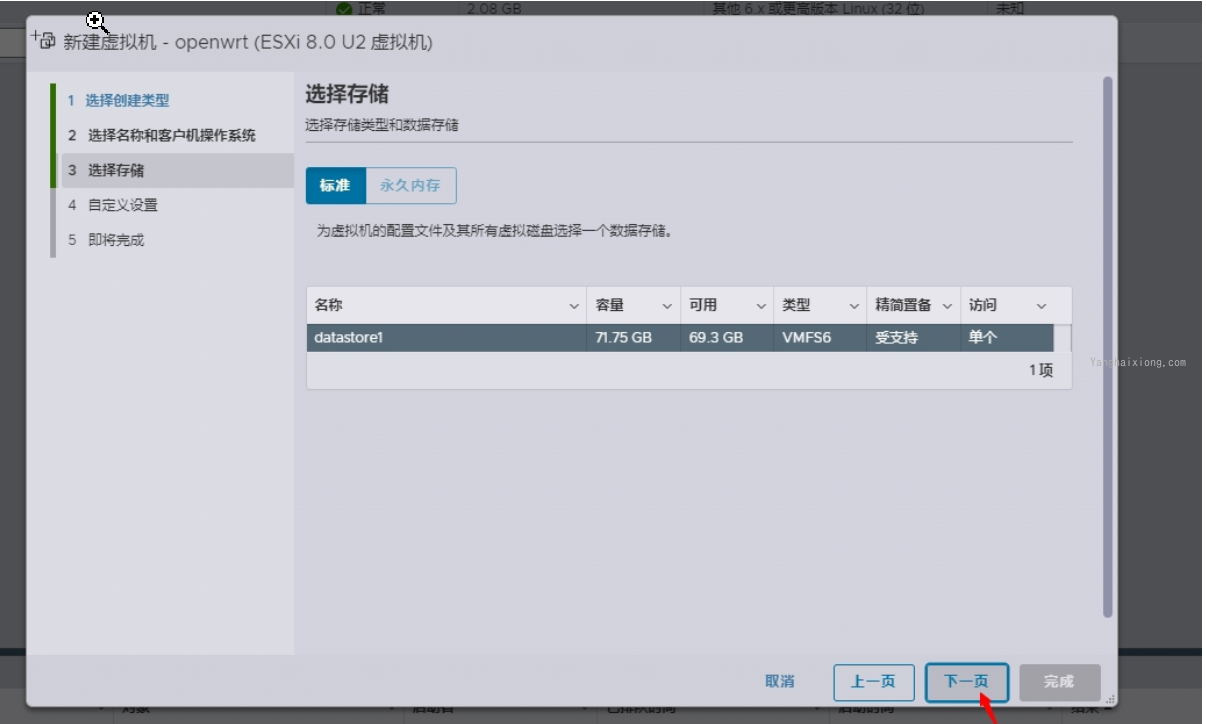 正常 2.08 GB 其他 6.x 或更高版本 Linux (32 位) 未知
新建虚拟机 - openwrt (ESXi 8.0 U2 虚拟机)
1 选择创建类型
2 选择名称和客户机操作系统
3 选择存储
4 自定义设置
5 即将完成
选择存储
选择存储类型和数据存储
标准 永久内存
为虚拟机的配置文件及其所有虚拟磁盘选择一个数据存储。
名称 容量 可用 类型 精简置备 访问
datastore1 71.75 GB 69.3 GB VMFS6 受支持 单个
1 项
取消 上一页 下一页 完成
对象 启动者 已排队时间 启动时间 结果